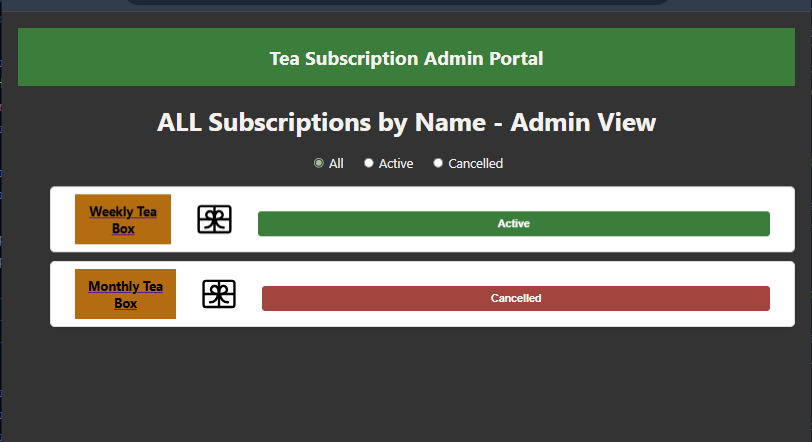 Tea Subscription Admin Portal
ALL Subscriptions by Name - Admin View
All Active Cancelled
Weekly Tea
Box
Active
Monthly Tea
Box
Cancelled